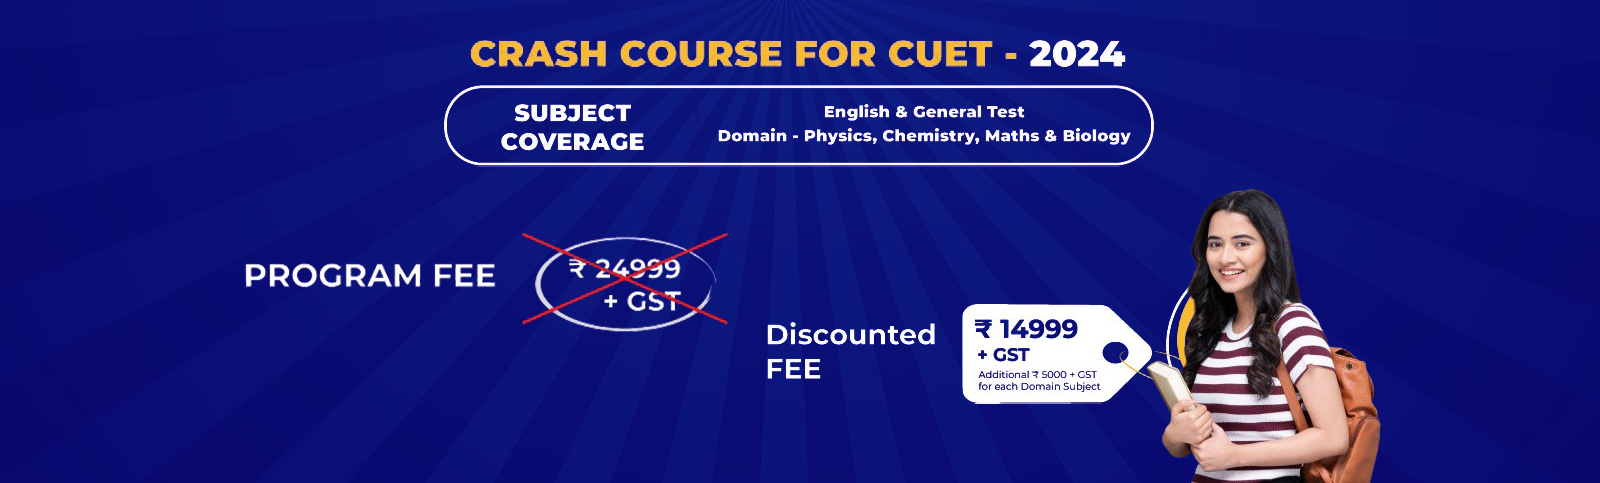 CRASH COURSE FOR CUET - 2024
SUBJECT
COVERAGE
English & General Test
Domain - Physics, Chemistry, Maths & Biology
PROGRAM FEE
₹ 24999
+ GST
Discounted
FEE
₹ 14999
+ GST
Additional ₹ 5000 + GST
for each Domain Subject